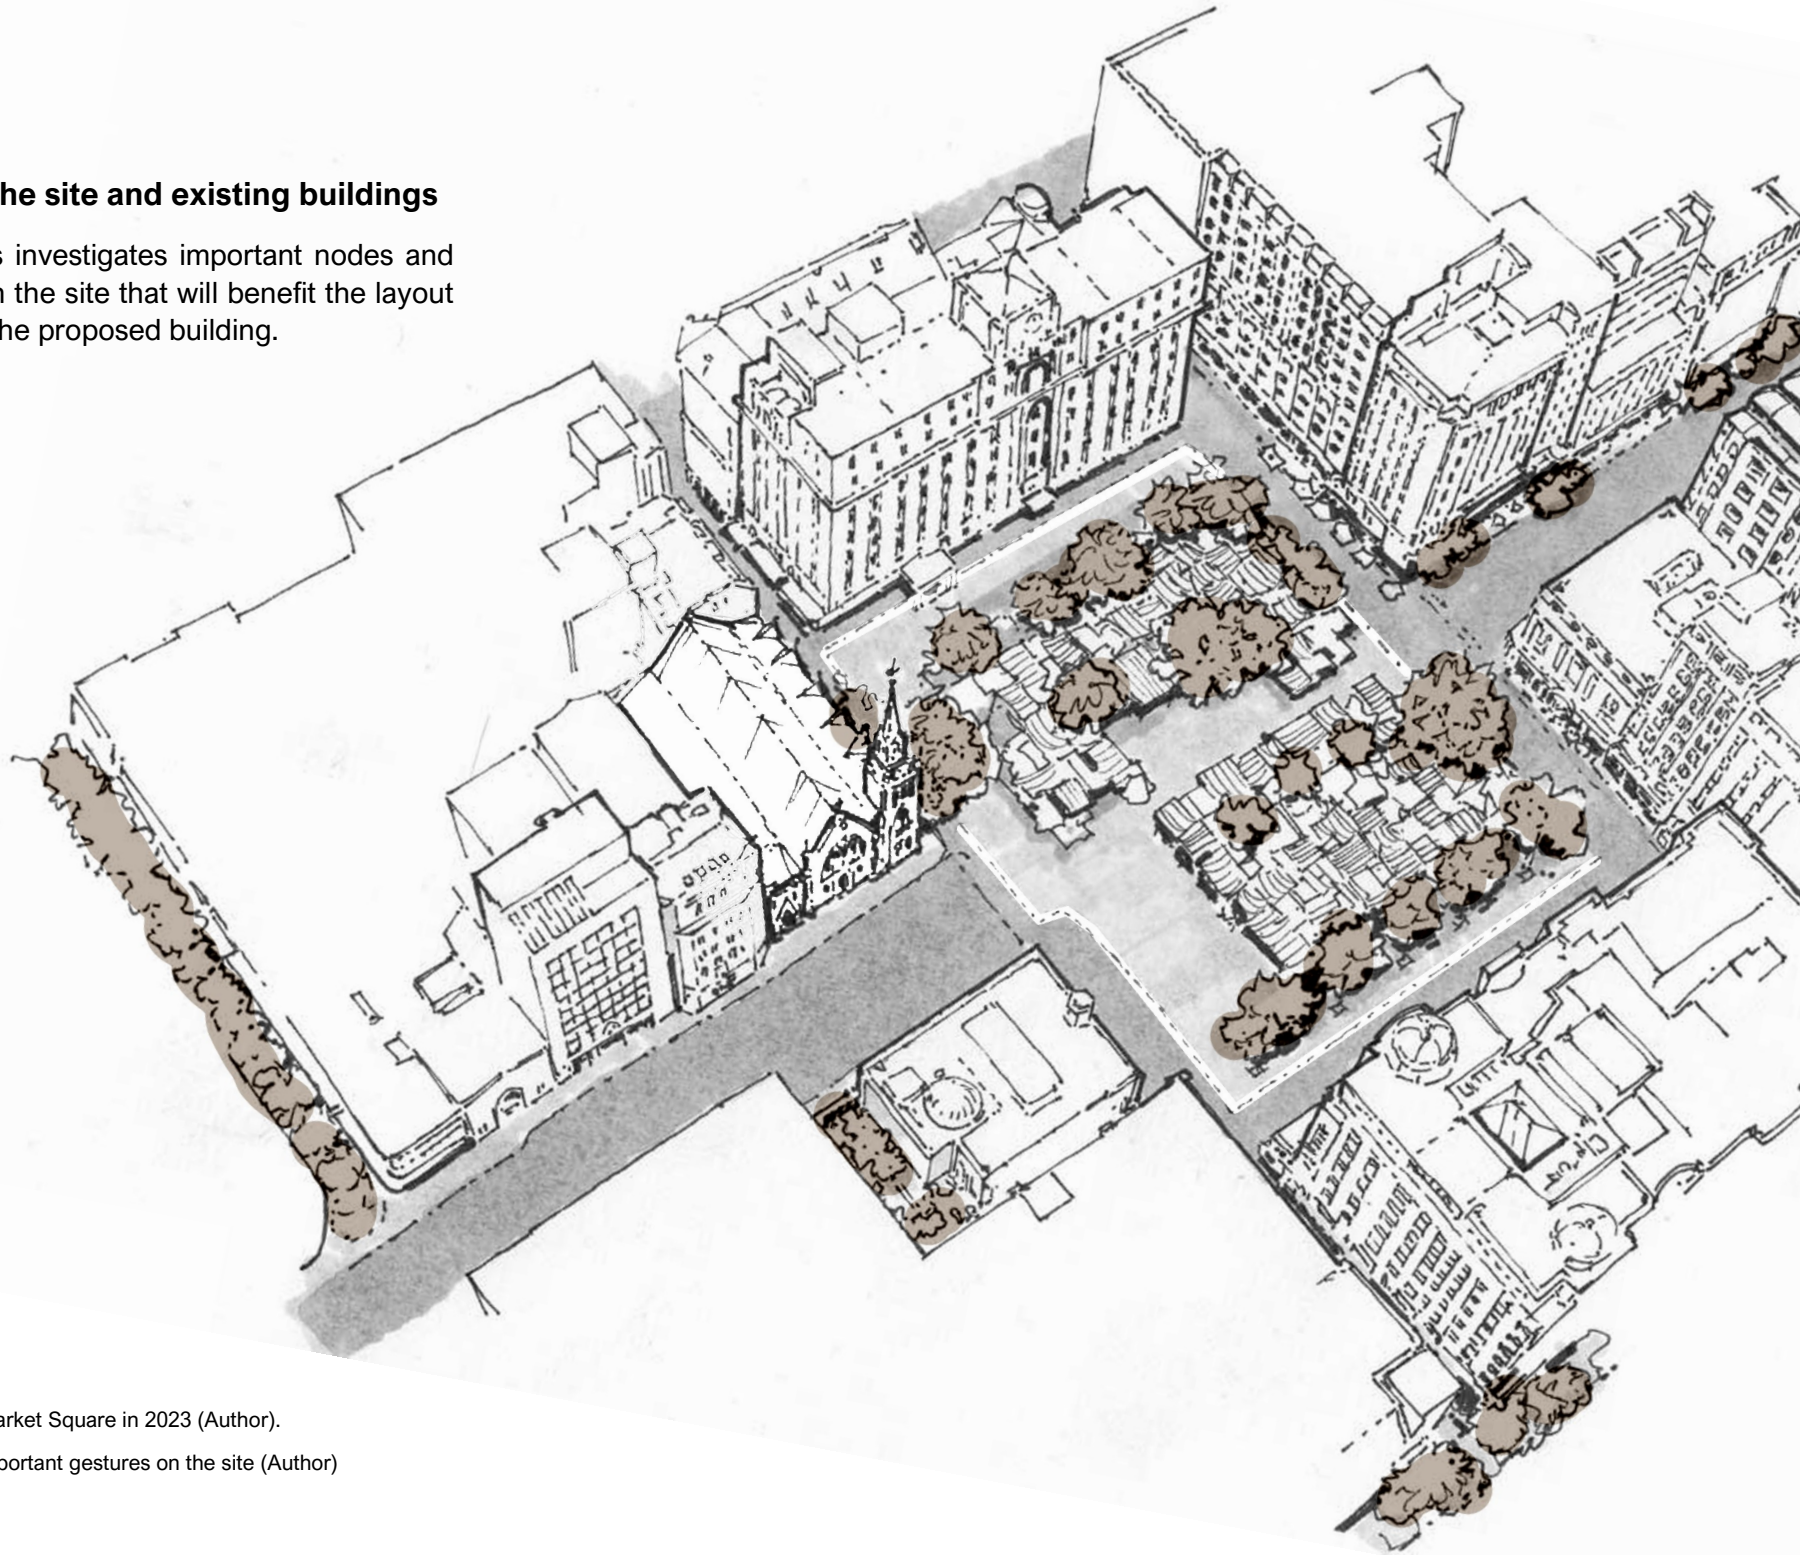 he site and existing buildings
s investigates important nodes and
n the site that will benefit the layout
he proposed building.
arket Square in 2023 (Author).
portant gestures on the site (Author)